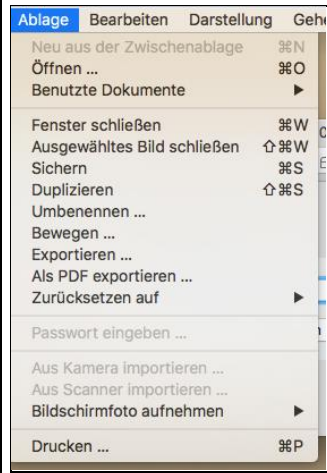 Ablage Bearbeiten Darstellung Gehe
Neu aus der Zwischenablage ⌘N
Öffnen ... ⌘O
Benutzte Dokumente ▶
Fenster schließen ⌘W
Ausgewähltes Bild schließen ⇧⌘W
Sichern ⌘S
Duplizieren ⇧⌘S
Umbenennen ...
Bewegen ...
Exportieren ...
Als PDF exportieren ...
Zurücksetzen auf ▶
Passwort eingeben ...
Aus Kamera importieren ...
Aus Scanner importieren ...
Bildschirmfoto aufnehmen ▶
Drucken ... ⌘P